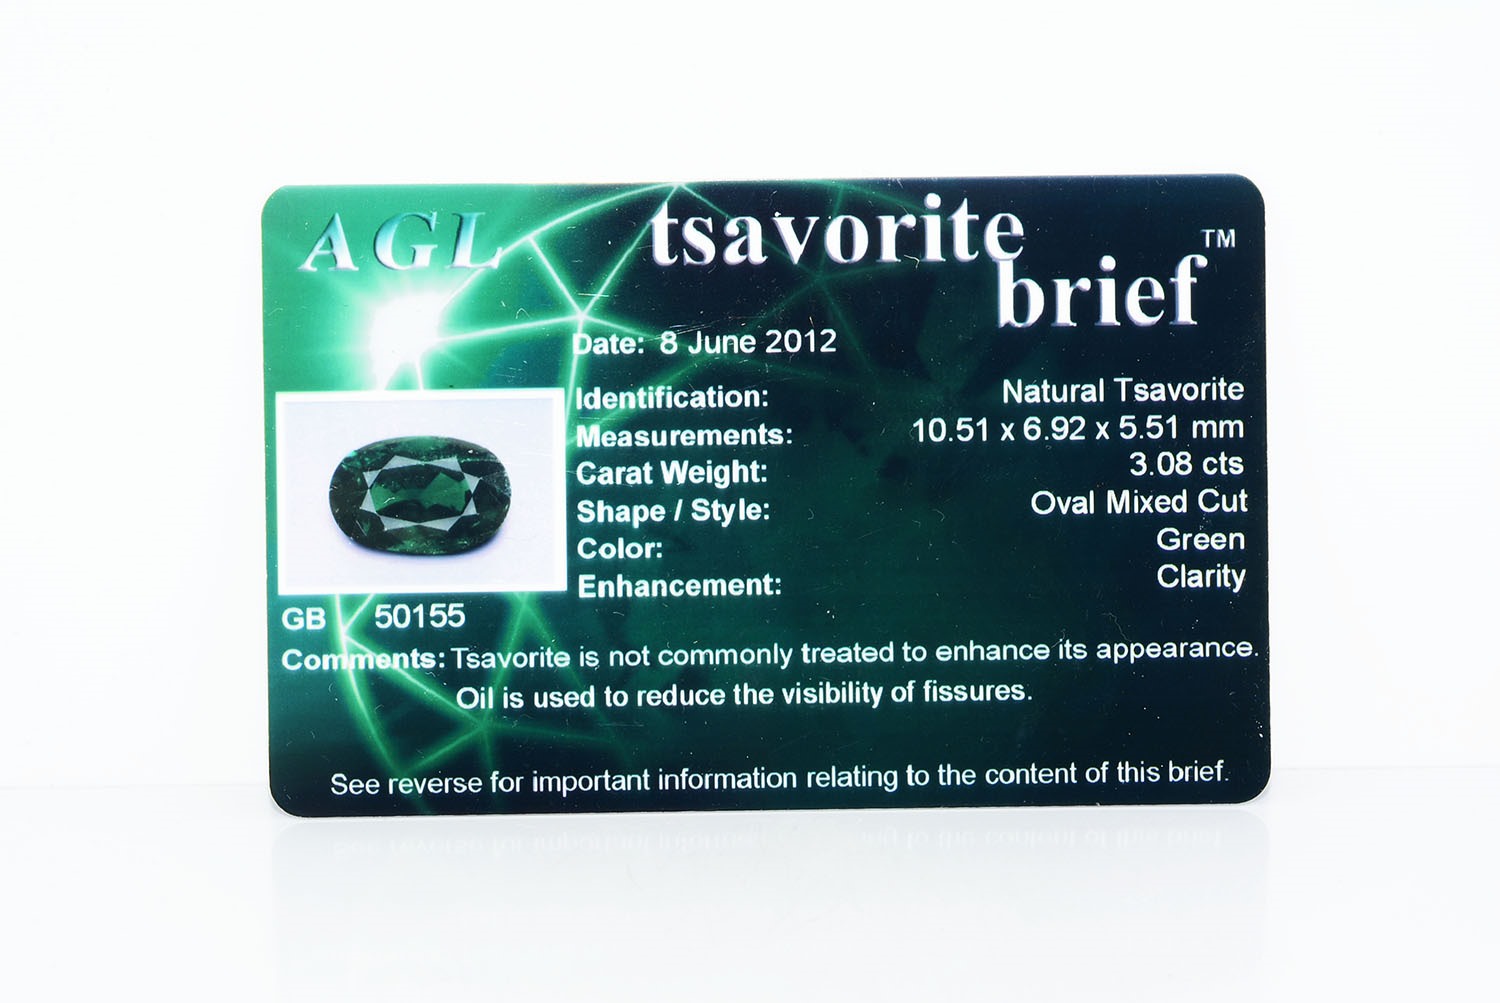 AGL
tsavorite
brief™
Date: 8 June 2012
Identification: Natural Tsavorite
Measurements: 10.51 x 6.92 x 5.51 mm
Carat Weight: 3.08 cts
Shape / Style: Oval Mixed Cut
Color: Green
Enhancement: Clarity
GB 50155
Comments: Tsavorite is not commonly treated to enhance its appearance.
Oil is used to reduce the visibility of fissures.
See reverse for important information relating to the content of this brief.